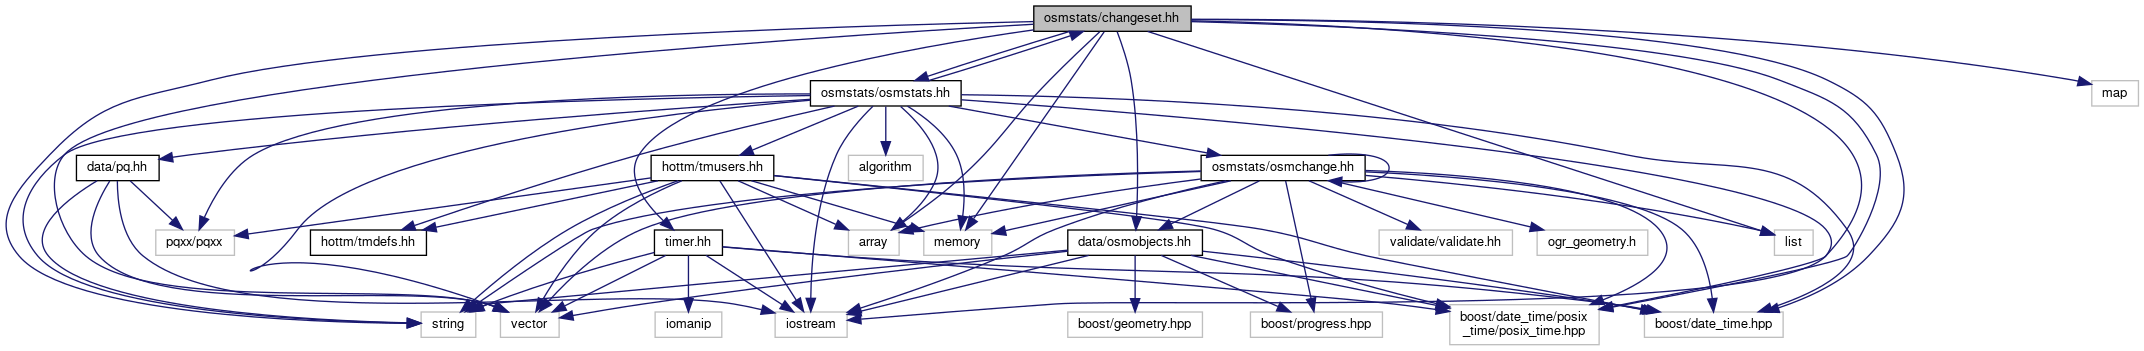 osmstats/changeset.hh
osmstats/osmstats.hh
map
data/pq.hh
hottm/tmusers.hh
algorithm
osmstats/osmchange.hh
pqxx/pqxx
hottm/tmdefs.hh
timer.hh
array
memory
data/osmobjects.hh
validate/validate.hh
ogr_geometry.h
list
string
vector
iomanip
iostream
boost/geometry.hpp
boost/progress.hpp
boost/date_time/posix
_time/posix_time.hpp
boost/date_time.hpp